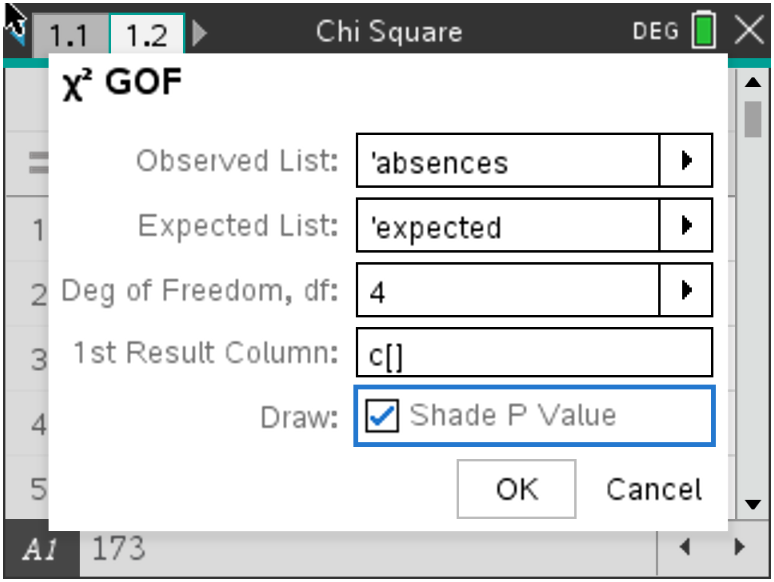 1.1 1.2 Chi Square DEG
χ² GOF
= 
Observed List: 'absences
1 Expected List: 'expected
2 Deg of Freedom, df: 4
3 1st Result Column: c[]
4 Draw: Shade P Value
5 OK Cancel
A1 173